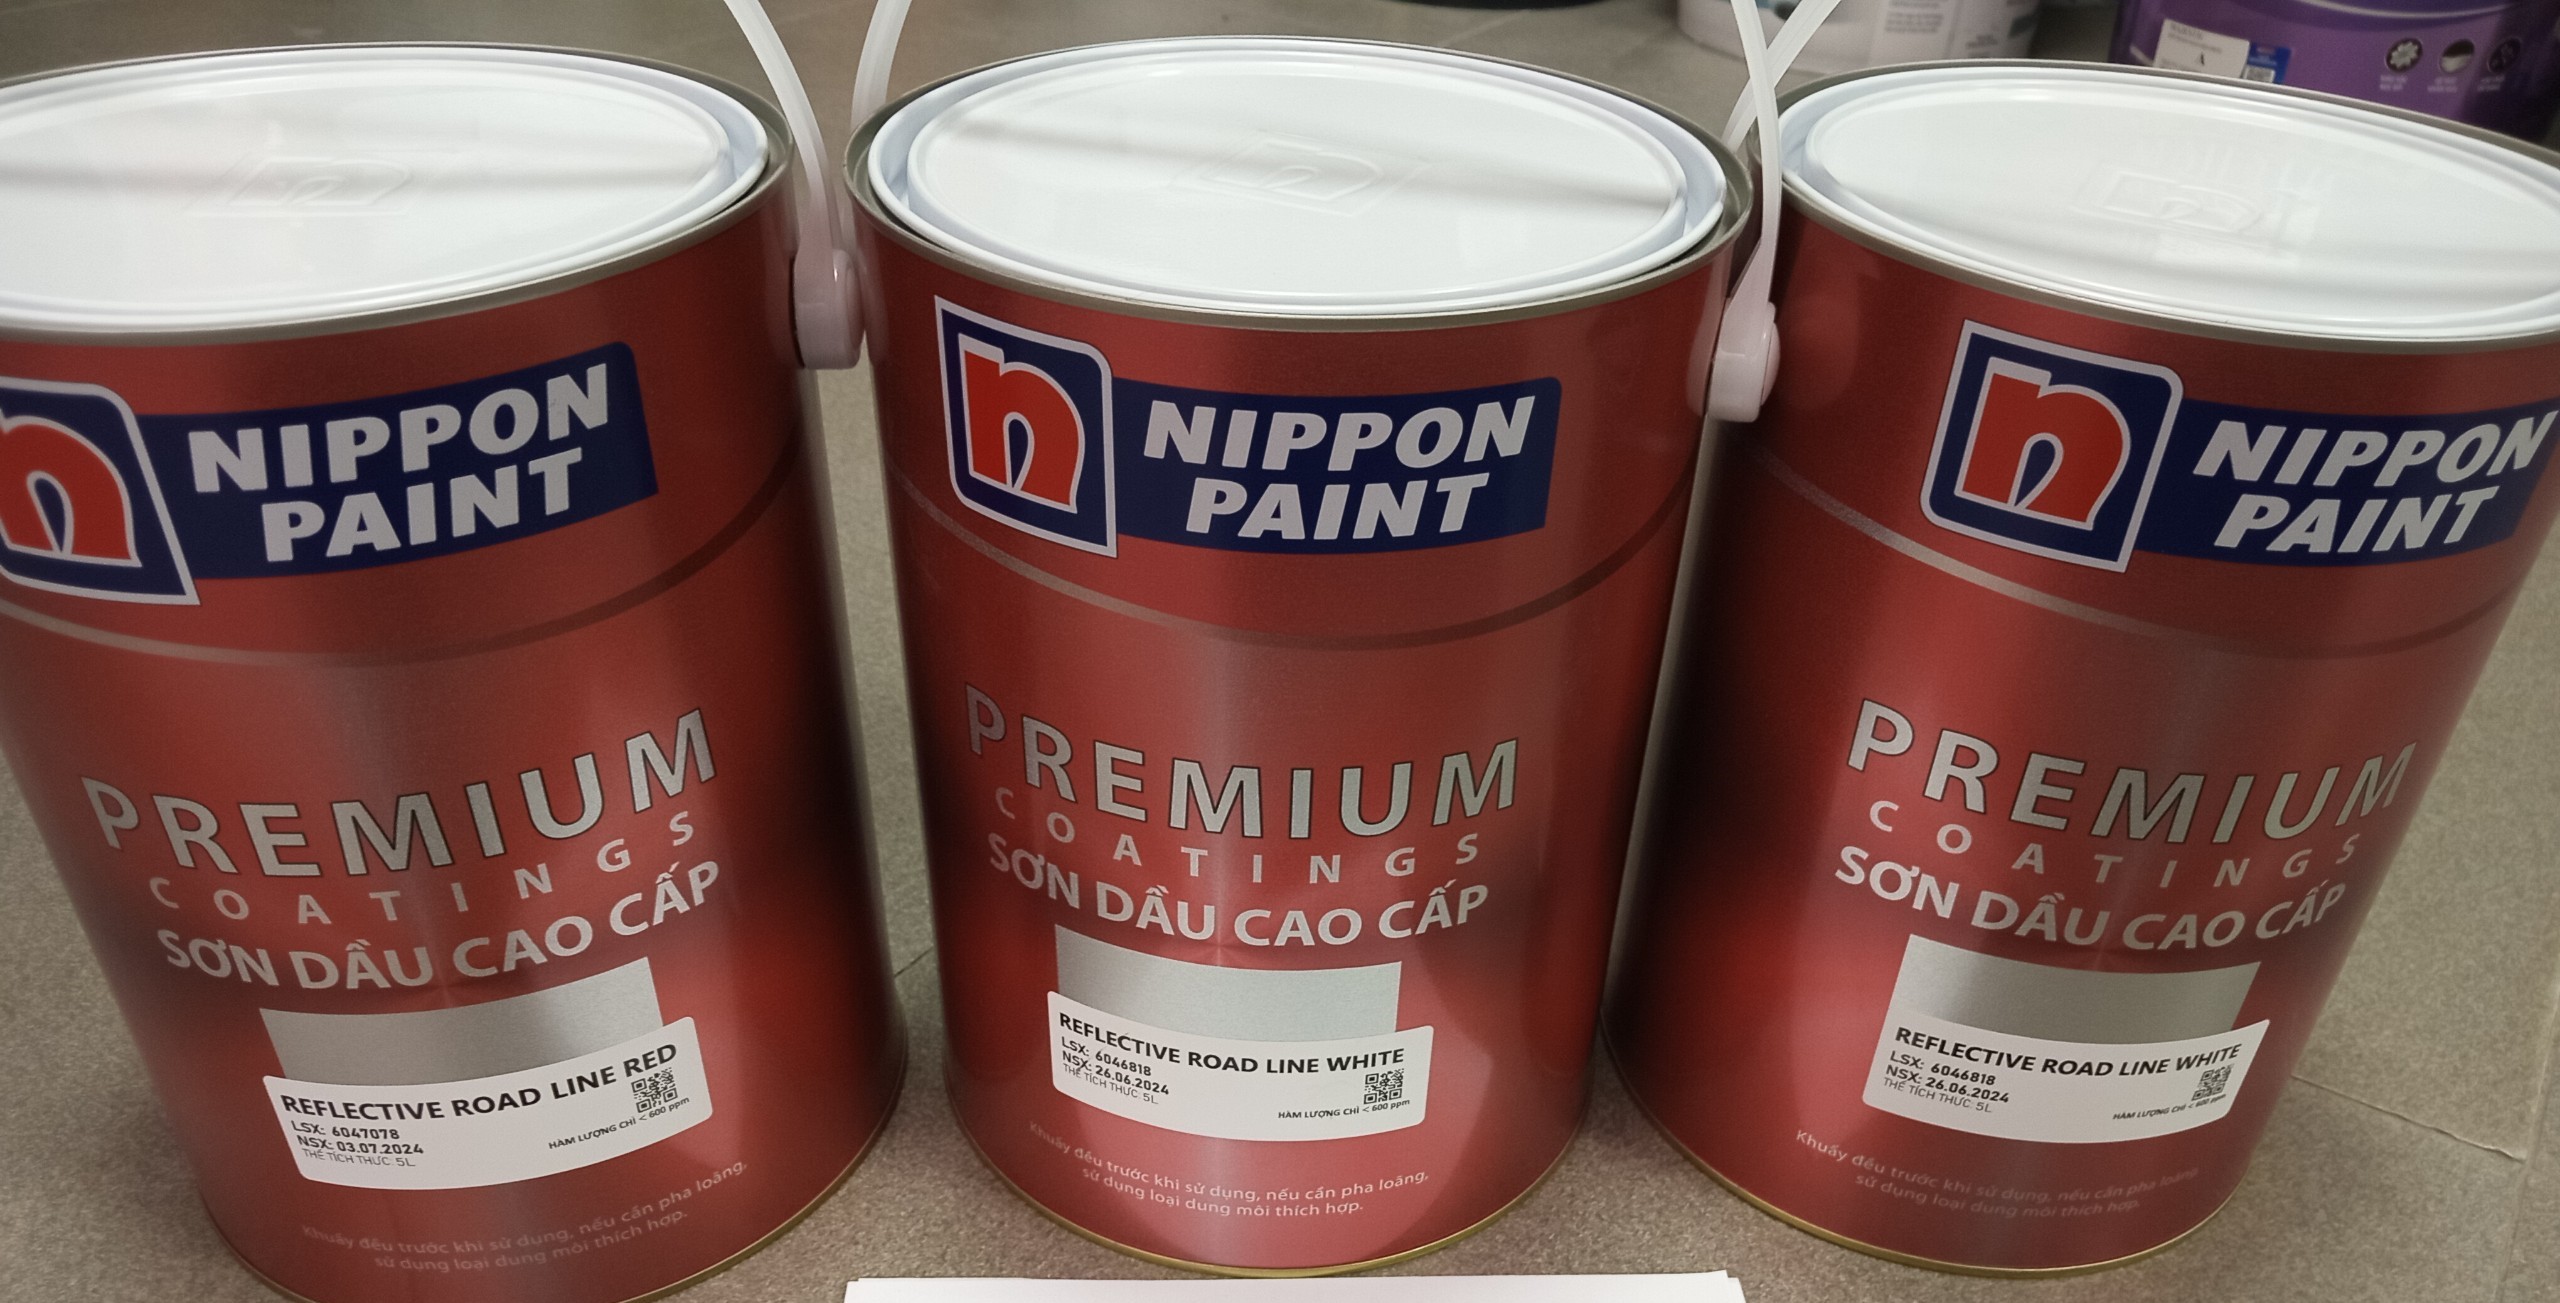 n
NIPPON
PAINT
PREMIUM
COATINGS
SƠN DẦU CAO CẤP
REFLECTIVE ROAD LINE RED
LSX: 6047078
NSX: 03.07.2024
THỂ TÍCH THỰC: 5L
HÀM LƯỢNG CHÌ < 600 ppm
Khuấy đều trước khi sử dụng, nếu cần pha loãng,
sử dụng loại dung môi thích hợp.
n
NIPPON
PAINT
PREMIUM
COATINGS
SƠN DẦU CAO CẤP
REFLECTIVE ROAD LINE WHITE
LSX: 6046818
NSX: 26.06.2024
THỂ TÍCH THỰC: 5L
HÀM LƯỢNG CHÌ < 600 ppm
Khuấy đều trước khi sử dụng, nếu cần pha loãng,
sử dụng loại dung môi thích hợp.
n
NIPPON
PAINT
PREMIUM
COATINGS
SƠN DẦU CAO CẤP
REFLECTIVE ROAD LINE WHITE
LSX: 6046818
NSX: 26.06.2024
THỂ TÍCH THỰC: 5L
HÀM LƯỢNG CHÌ < 600 ppm
Khuấy đều trước khi sử dụng, nếu cần pha loãng,
sử dụng loại dung môi thích hợp.
A